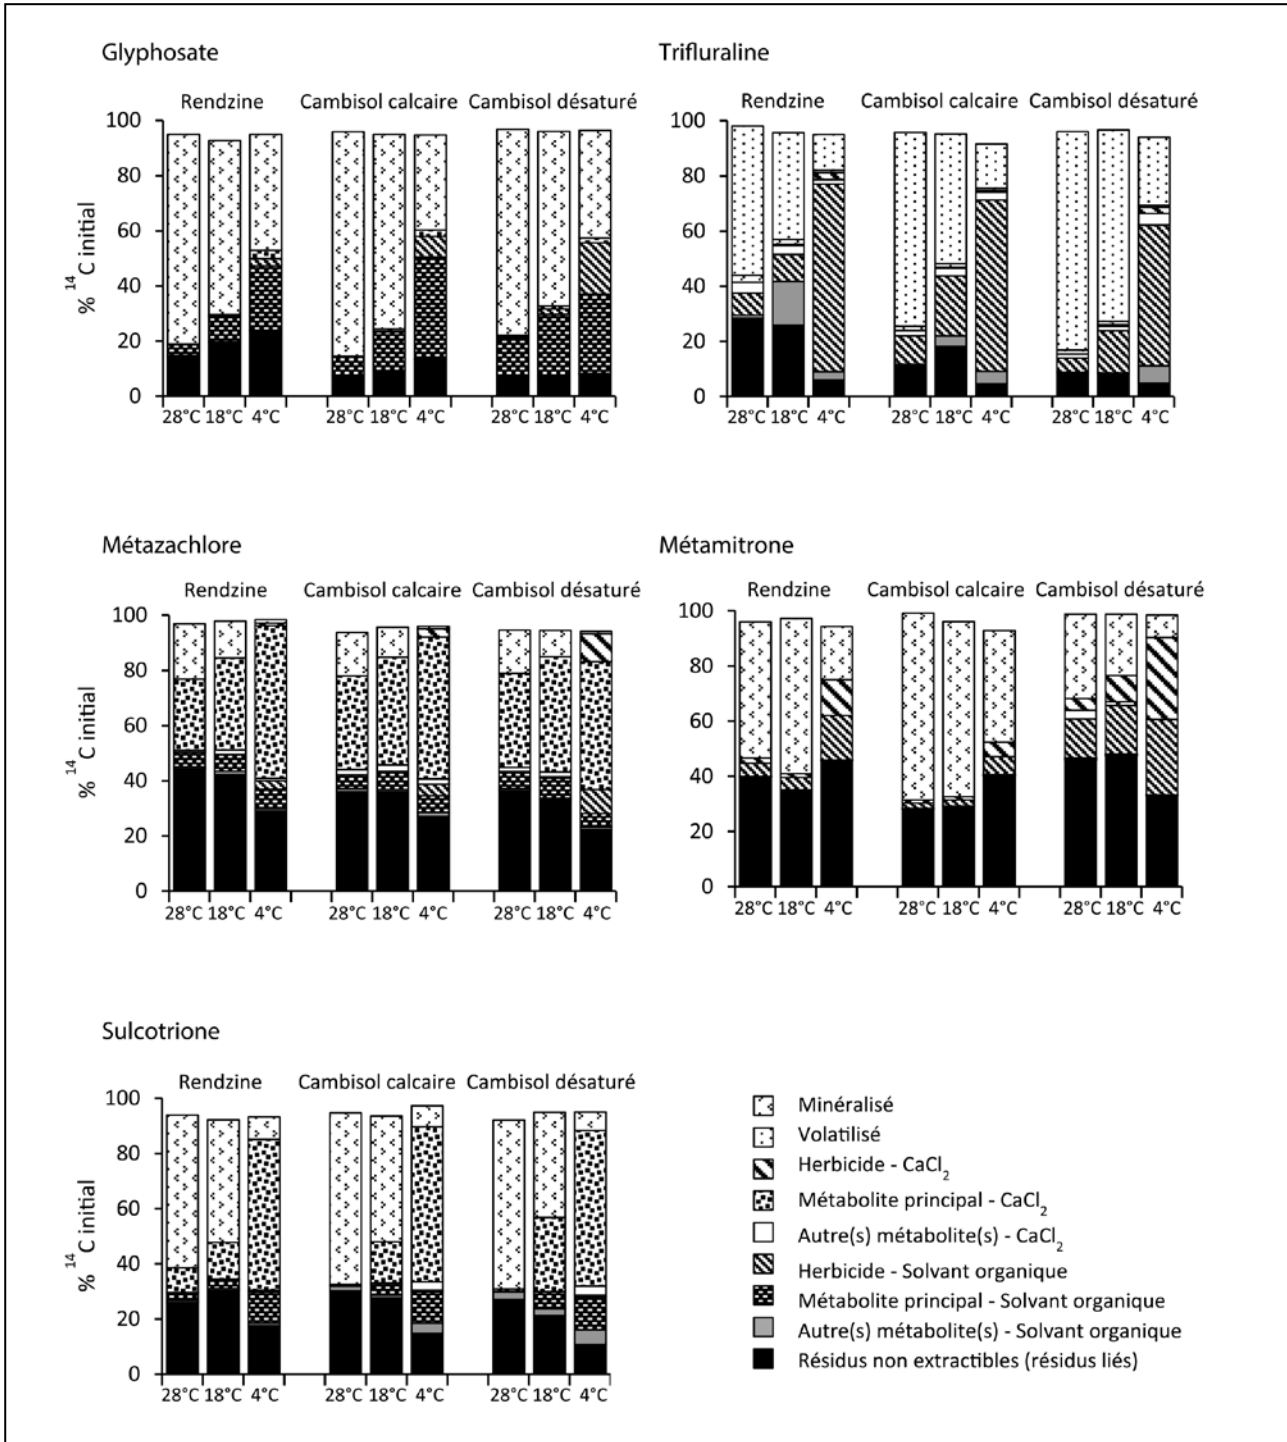 Glyphosate
Trifluraline
Rendzine Cambisol calcaire Cambisol désaturé
Rendzine Cambisol calcaire Cambisol désaturé
% 14C initial
100
80
60
40
20
0
100
80
60
40
20
0
28°C 18°C 4°C 28°C 18°C 4°C 28°C 18°C 4°C
28°C 18°C 4°C 28°C 18°C 4°C 28°C 18°C 4°C
Métazachlore
Métamitrone
Rendzine Cambisol calcaire Cambisol désaturé
Rendzine Cambisol calcaire Cambisol désaturé
% 14C initial
100
80
60
40
20
0
100
80
60
40
20
0
28°C 18°C 4°C 28°C 18°C 4°C 28°C 18°C 4°C
28°C 18°C 4°C 28°C 18°C 4°C 28°C 18°C 4°C
Sulcotrione
Rendzine Cambisol calcaire Cambisol désaturé
% 14C initial
100
80
60
40
20
0
28°C 18°C 4°C 28°C 18°C 4°C 28°C 18°C 4°C
Minéralisé
Volatilisé
Herbicide - CaCl2
Métabolite principal - CaCl2
Autre(s) métabolite(s) - CaCl2
Herbicide - Solvant organique
Métabolite principal - Solvant organique
Autre(s) métabolite(s) - Solvant organique
Résidus non extractibles (résidus liés)